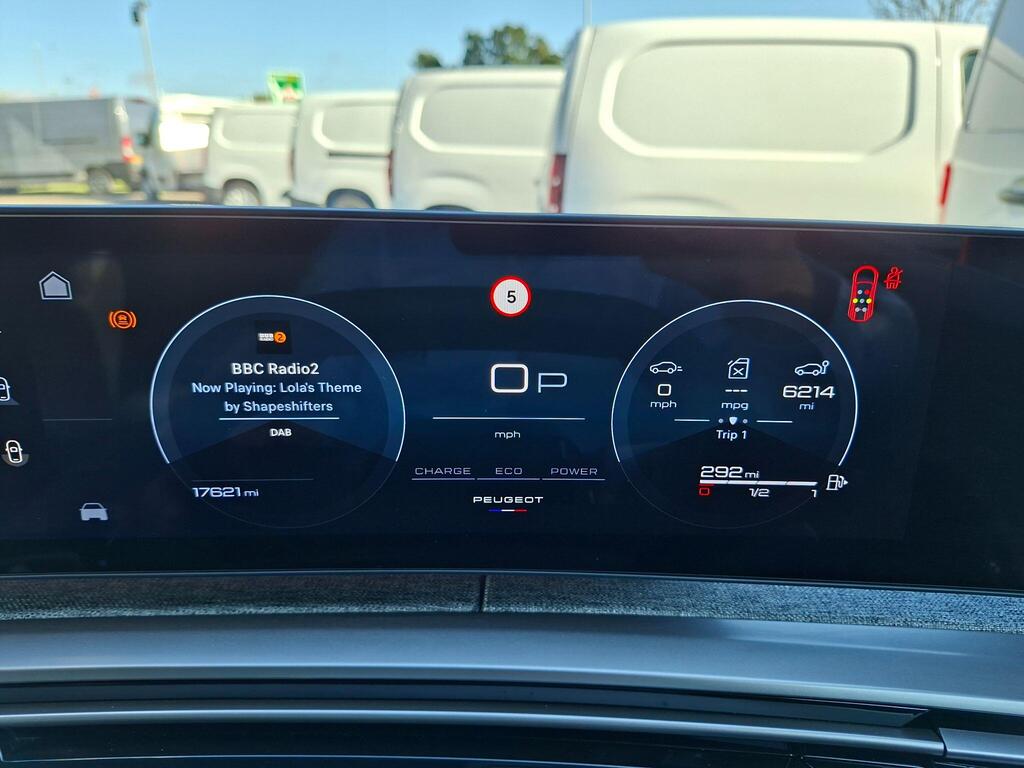 5
2
BBC Radio2
Now Playing: Lola's Theme
by Shapeshifters
DAB
17621 mi
0 P
mph
CHARGE ECO POWER
PEUGEOT
0
mph
---
mpg
6214
mi
Trip 1
292 mi
0 1/2 1